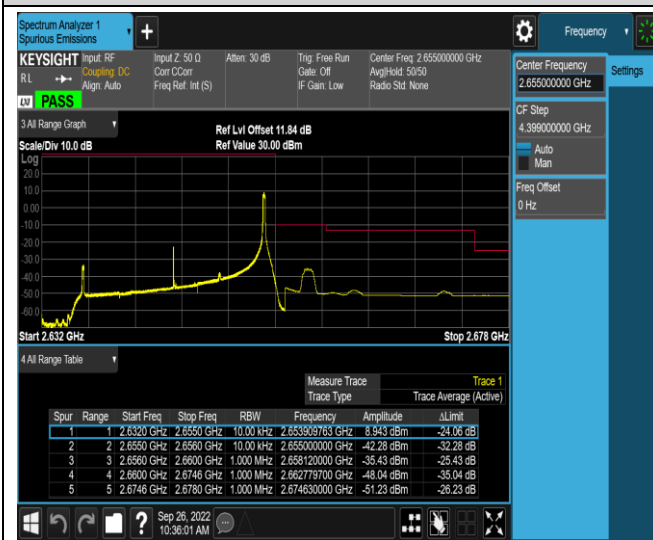 Spectrum Analyzer 1
Spurious Emissions
Frequency
KEYSIGHT
Input: RF
Coupling: DC
Align: Auto
Input Z: 50 Ω
Corr CCorr
Freq Ref: Int (S)
Atten: 30 dB
Trig: Free Run
Gate: Off
IF Gain: Low
Center Freq: 2.655000000 GHz
Avg|Hold: 50/50
Radio Std: None
R L
LXI
PASS
Center Frequency
2.655000000 GHz
Settings
CF Step
4.399000000 GHz
Auto
Man
Freq Offset
0 Hz
3 All Range Graph
Scale/Div 10.0 dB
Ref Lvl Offset 11.84 dB
Ref Value 30.00 dBm
Log
20.0
10.0
0.00
-10.0
-20.0
-30.0
-40.0
-50.0
-60.0
Start 2.632 GHz
Stop 2.678 GHz
4 All Range Table
Measure Trace Trace 1
Trace Type Trace Average (Active)
Spur Range Start Freq Stop Freq RBW Frequency Amplitude ΔLimit
1 1 2.6320 GHz 2.6550 GHz 10.00 kHz 2.653909763 GHz 8.943 dBm -24.06 dB
2 2 2.6550 GHz 2.6560 GHz 10.00 kHz 2.655000000 GHz -42.28 dBm -32.28 dB
3 3 2.6560 GHz 2.6600 GHz 1.000 MHz 2.658120000 GHz -35.43 dBm -25.43 dB
4 4 2.6600 GHz 2.6746 GHz 1.000 MHz 2.662779700 GHz -48.04 dBm -35.04 dB
5 5 2.6746 GHz 2.6780 GHz 1.000 MHz 2.674630000 GHz -51.23 dBm -26.23 dB
Sep 26, 2022
10:36:01 AM